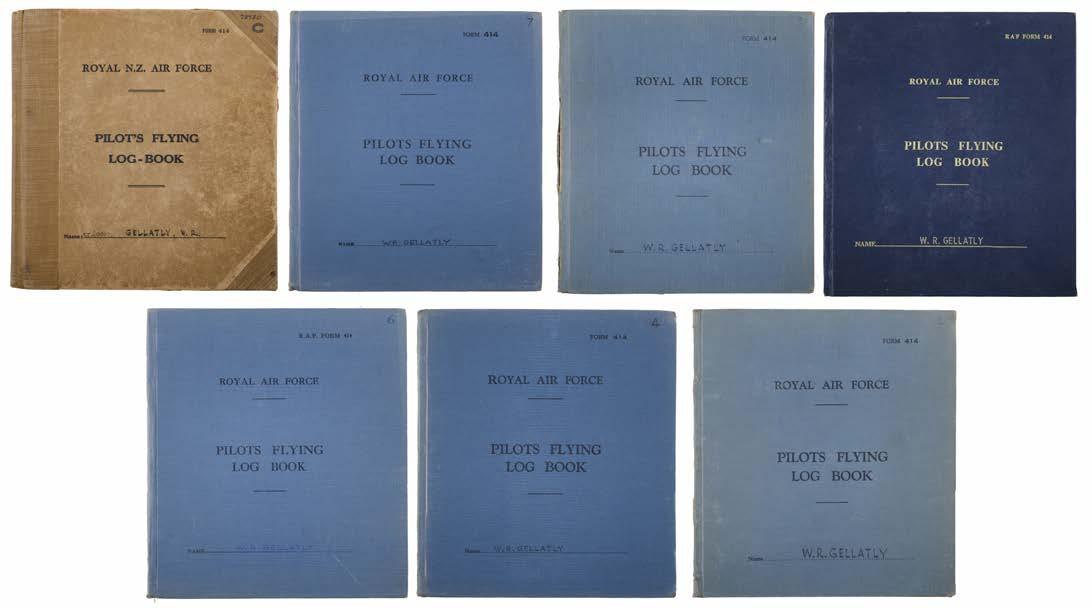 FORM 414
C
ROYAL N.Z. AIR FORCE
PILOT'S FLYING
LOG-BOOK
Name: GELLATLY, W. R.
7
FORM 414
ROYAL AIR FORCE
PILOTS FLYING
LOG BOOK
NAME W.R. GELLATLY
FORM 414
ROYAL AIR FORCE
PILOTS FLYING
LOG BOOK
Name W. R. GELLATLY
RAF FORM 414
ROYAL AIR FORCE
PILOTS FLYING
LOG BOOK
NAME W. R. GELLATLY
6
R.A.F. FORM 414
ROYAL AIR FORCE
PILOTS FLYING
LOG BOOK
NAME W. R. GELLATLY
4
FORM 414
ROYAL AIR FORCE
PILOTS FLYING
LOG BOOK
Name W. R. GELLATLY
FORM 414
ROYAL AIR FORCE
PILOTS FLYING
LOG BOOK
Name W. R. GELLATLY